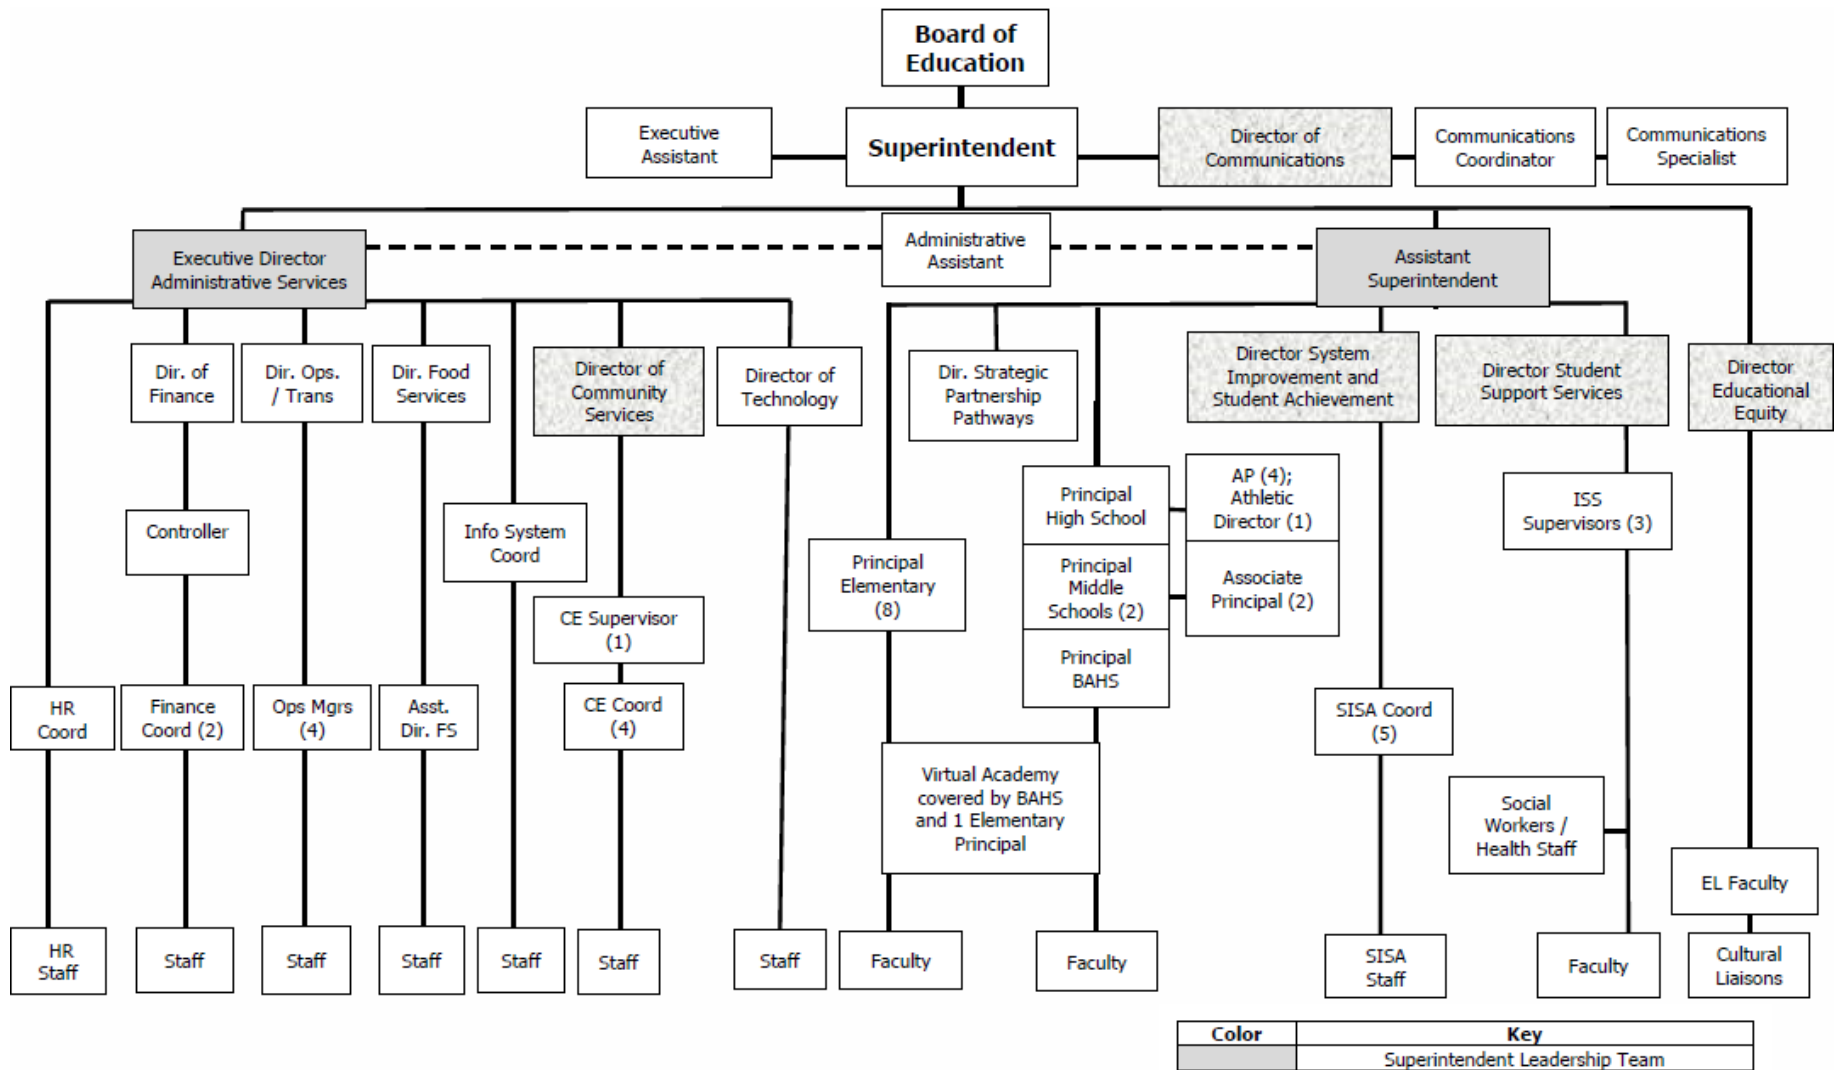 Board of
Education
Executive
Assistant
Superintendent
Director of
Communications
Communications
Coordinator
Communications
Specialist
Executive Director
Administrative Services
Administrative
Assistant
Assistant
Superintendent
Dir. of
Finance
Dir. Ops.
/ Trans
Dir. Food
Services
Director of
Community
Services
Director of
Technology
Dir. Strategic
Partnership
Pathways
Director System
Improvement and
Student Achievement
Director Student
Support Services
Director
Educational
Equity
Controller
Info System
Coord
Principal
Elementary
(8)
Principal
High School
AP (4);
Athletic
Director (1)
Principal
Middle
Schools (2)
Associate
Principal (2)
Principal
BAHS
ISS
Supervisors (3)
CE Supervisor
(1)
HR
Coord
Finance
Coord (2)
Ops Mgrs
(4)
Asst.
Dir. FS
CE Coord
(4)
SISA Coord
(5)
Virtual Academy
covered by BAHS
and 1 Elementary
Principal
Social
Workers /
Health Staff
EL Faculty
HR
Staff
Staff
Staff
Staff
Staff
Staff
Staff
Faculty
Faculty
SISA
Staff
Faculty
Cultural
Liaisons
Color Key
Superintendent Leadership Team